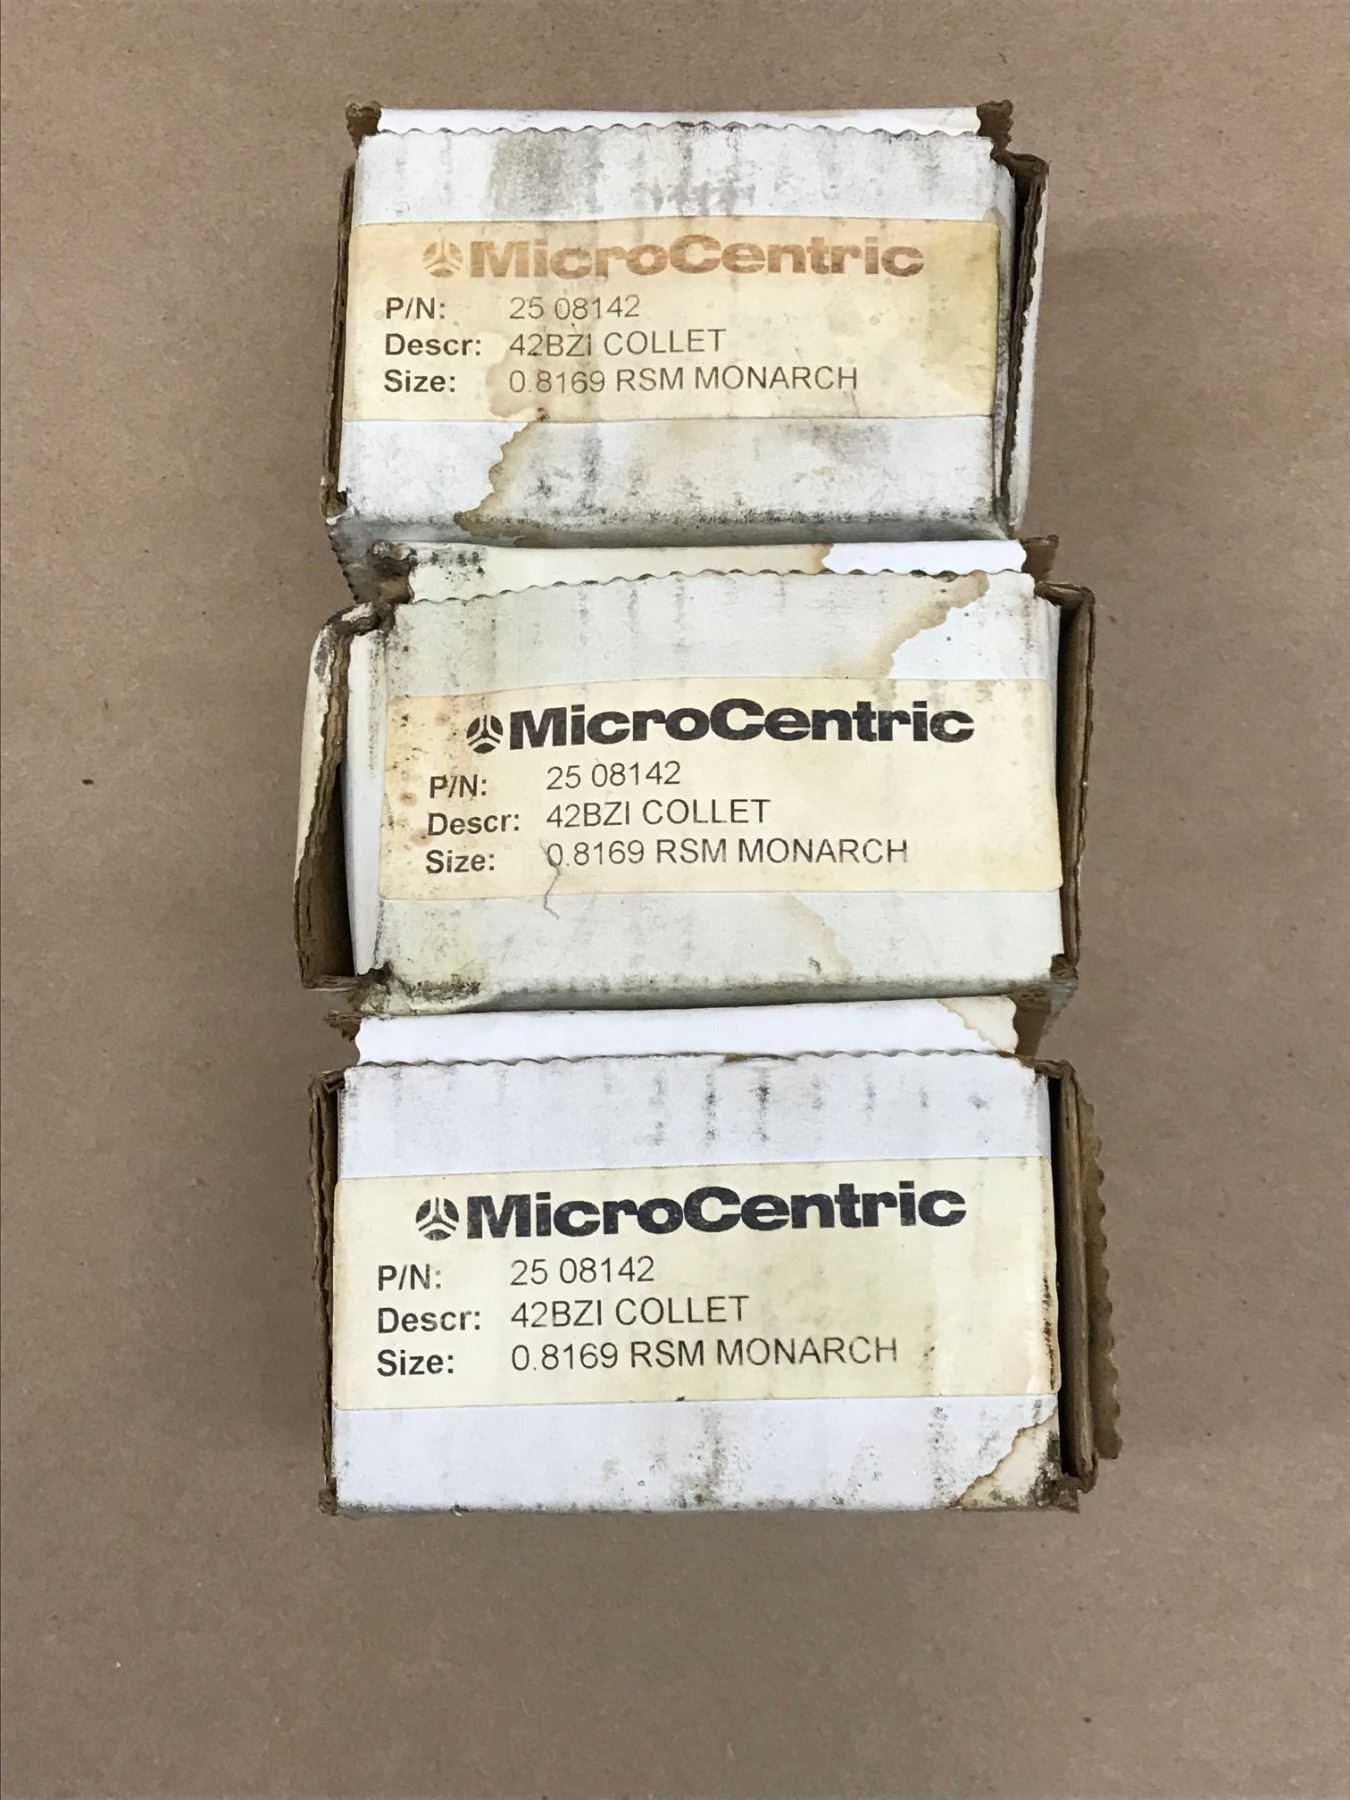 MicroCentric
P/N: 25 08142
Descr: 42BZI COLLET
Size: 0.8169 RSM MONARCH
MicroCentric
P/N: 25 08142
Descr: 42BZI COLLET
Size: 0.8169 RSM MONARCH
MicroCentric
P/N: 25 08142
Descr: 42BZI COLLET
Size: 0.8169 RSM MONARCH